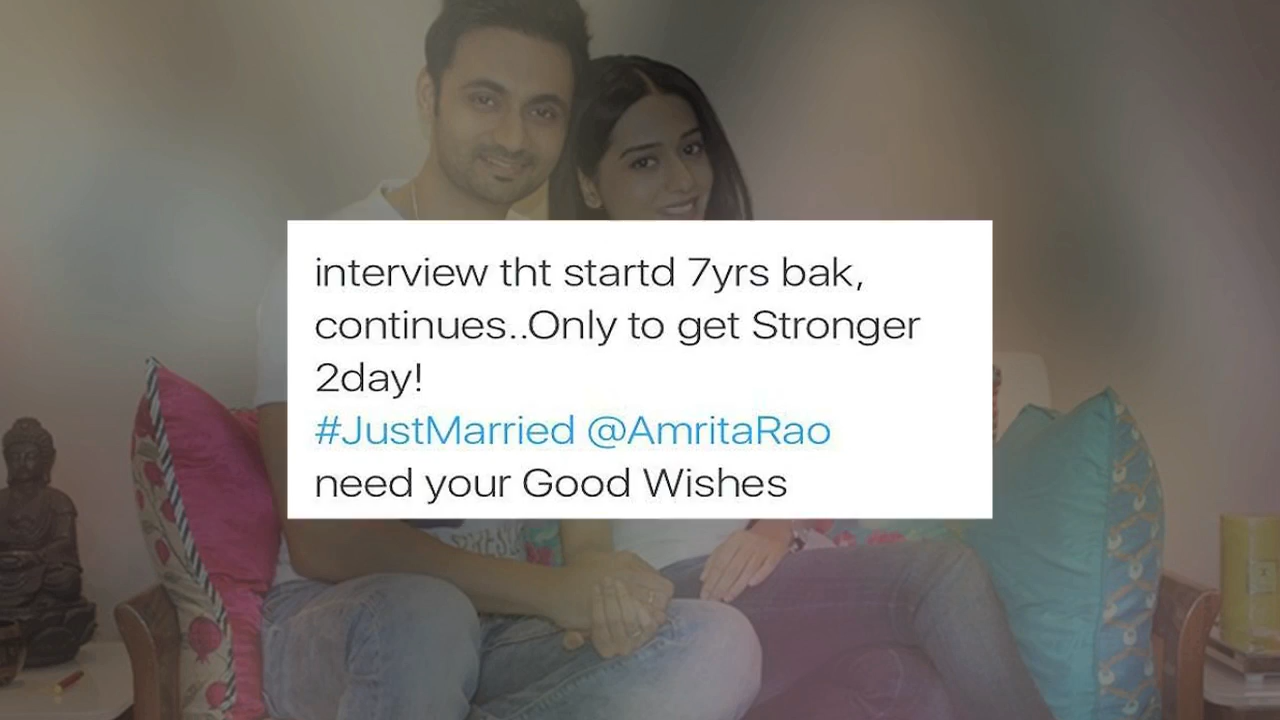 interview tht startd 7yrs bak,
continues..Only to get Stronger
2day!
#JustMarried @AmritaRao
need your Good Wishes